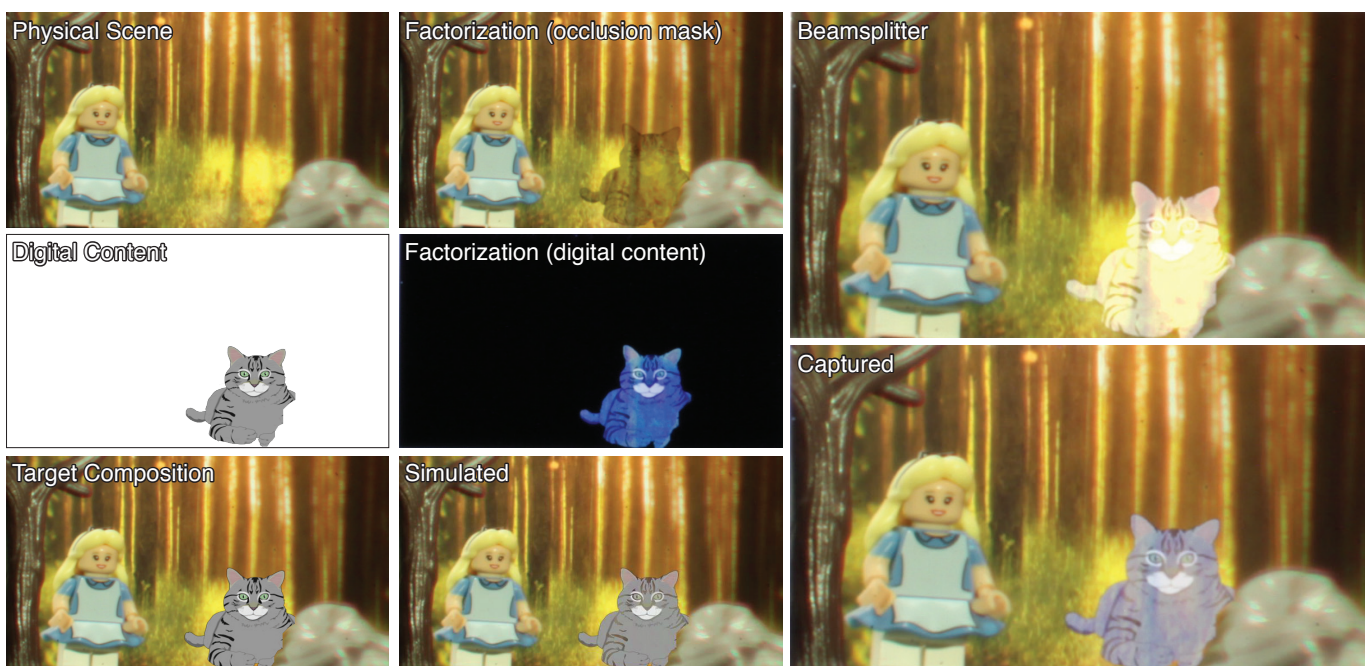 Physical Scene
Factorization (occlusion mask)
Beamsplitter
Digital Content
Factorization (digital content)
Captured
Target Composition
Simulated